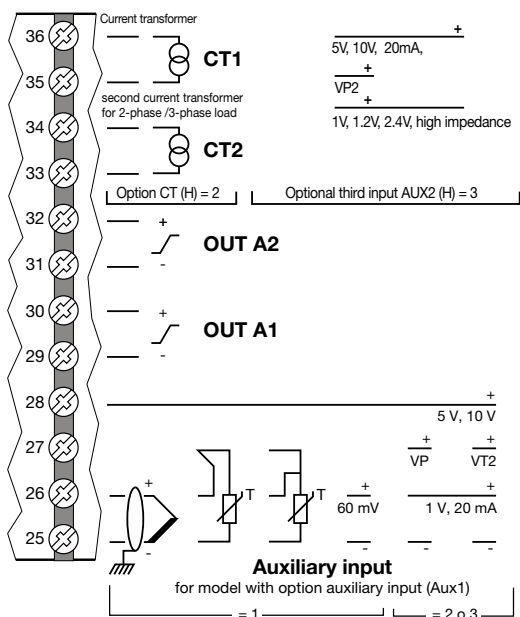 Current transformer
36
CT1
+
5V, 10V, 20mA,
35
+
VP2
second current transformer
for 2-phase /3-phase load
+
1V, 1.2V, 2.4V, high impedance
34
CT2
33
Option CT (H) = 2
Optional third input AUX2 (H) = 3
32
+
OUT A2
31
-
30
+
OUT A1
29
-
28
+
5 V, 10 V
27
+
VP
+
VT2
26
+
T
T
+
60 mV
+
1 V, 20 mA
25
-
-
-
-
Auxiliary input
for model with option auxiliary input (Aux1)
= 1
= 2 o 3